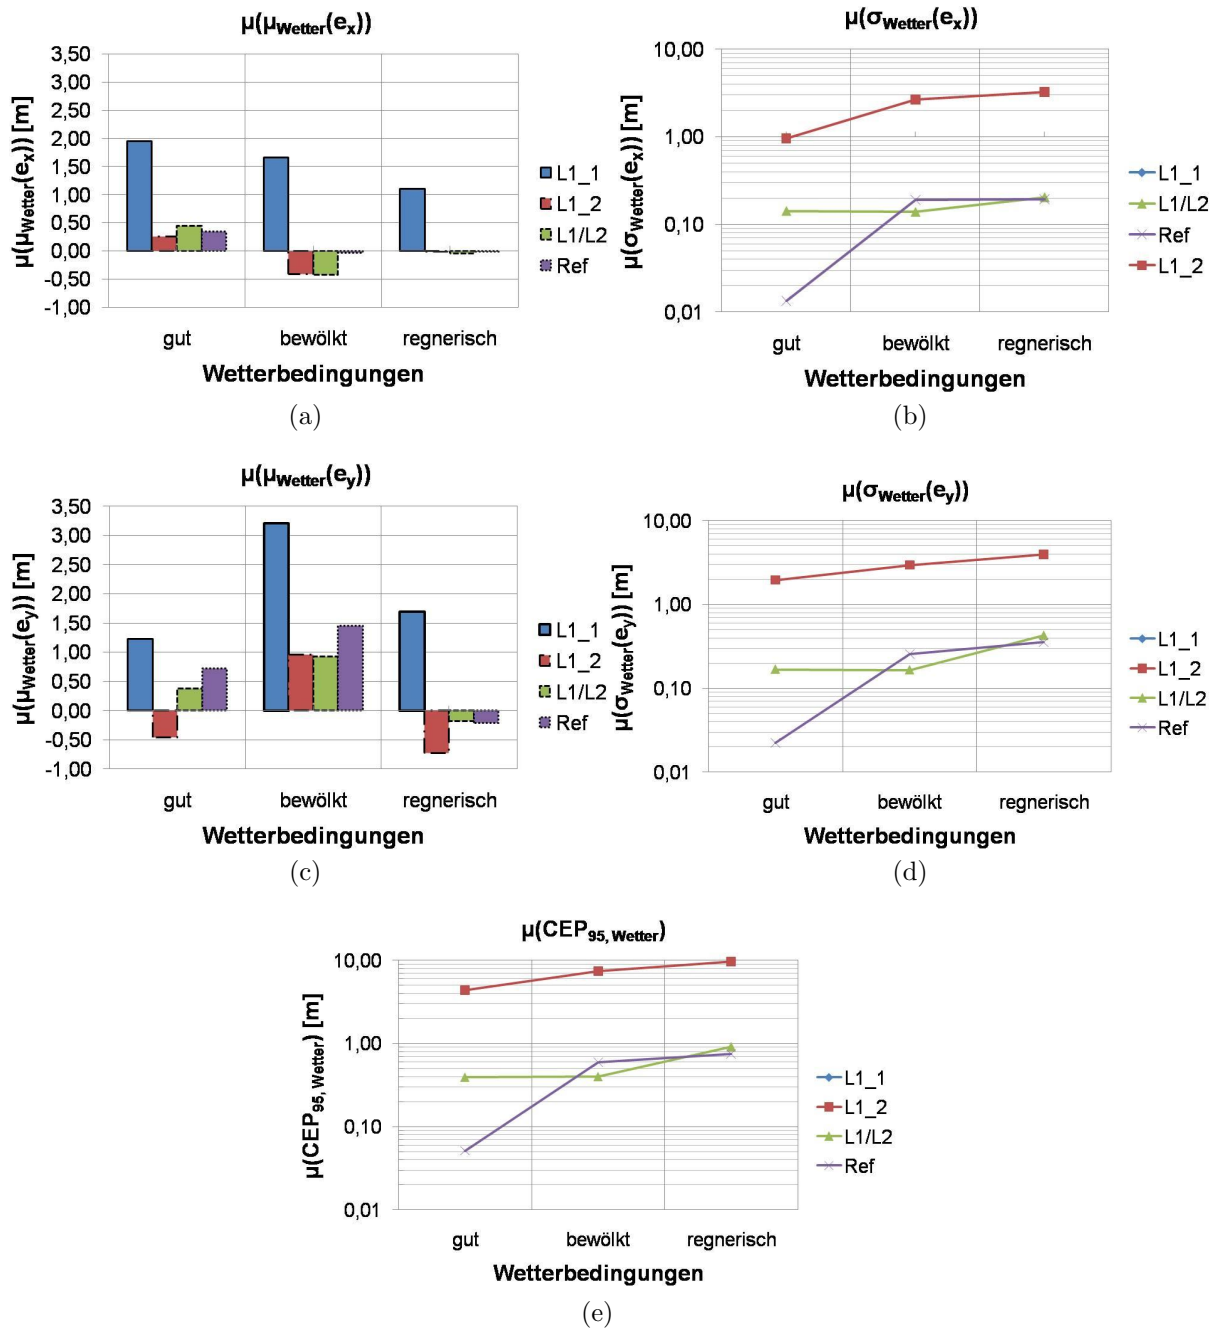 μ(μWetter(ex))
3,50
3,00
2,50
2,00
1,50
1,00
0,50
0,00
-0,50
-1,00
μ(μWetter(ex)) [m]
gut bewölkt regnerisch
Wetterbedingungen
L1_1
L1_2
L1/L2
Ref
(a)
μ(σWetter(ex))
10,00
1,00
0,10
0,01
μ(σWetter(ex)) [m]
gut bewölkt regnerisch
Wetterbedingungen
L1_1
L1/L2
Ref
L1_2
(b)
μ(μWetter(ey))
3,50
3,00
2,50
2,00
1,50
1,00
0,50
0,00
-0,50
-1,00
μ(μWetter(ey)) [m]
gut bewölkt regnerisch
Wetterbedingungen
L1_1
L1_2
L1/L2
Ref
(c)
μ(σWetter(ey))
10,00
1,00
0,10
0,01
μ(σWetter(ey)) [m]
gut bewölkt regnerisch
Wetterbedingungen
L1_1
L1_2
L1/L2
Ref
(d)
μ(CEP95, Wetter)
10,00
1,00
0,10
0,01
μ(CEP95, Wetter) [m]
gut bewölkt regnerisch
Wetterbedingungen
L1_1
L1_2
L1/L2
Ref
(e)